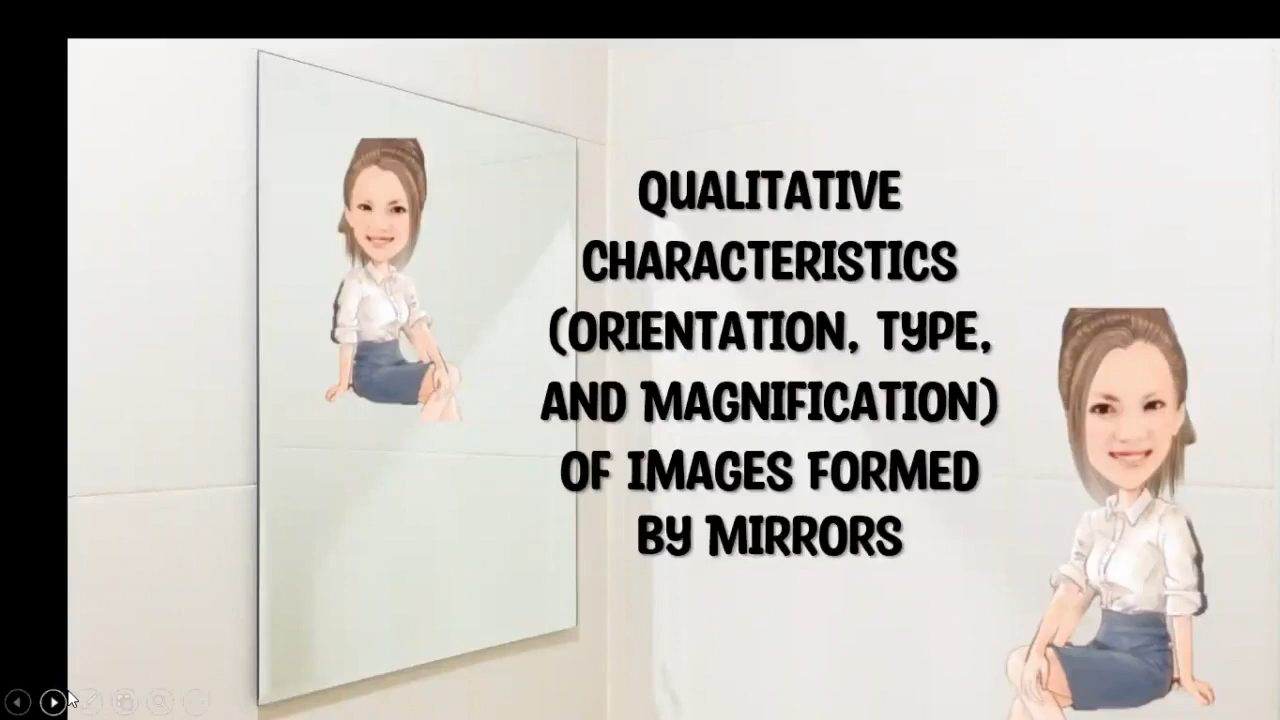 QUALITATIVE
CHARACTERISTICS
(ORIENTATION, TYPE,
AND MAGNIFICATION)
OF IMAGES FORMED
BY MIRRORS